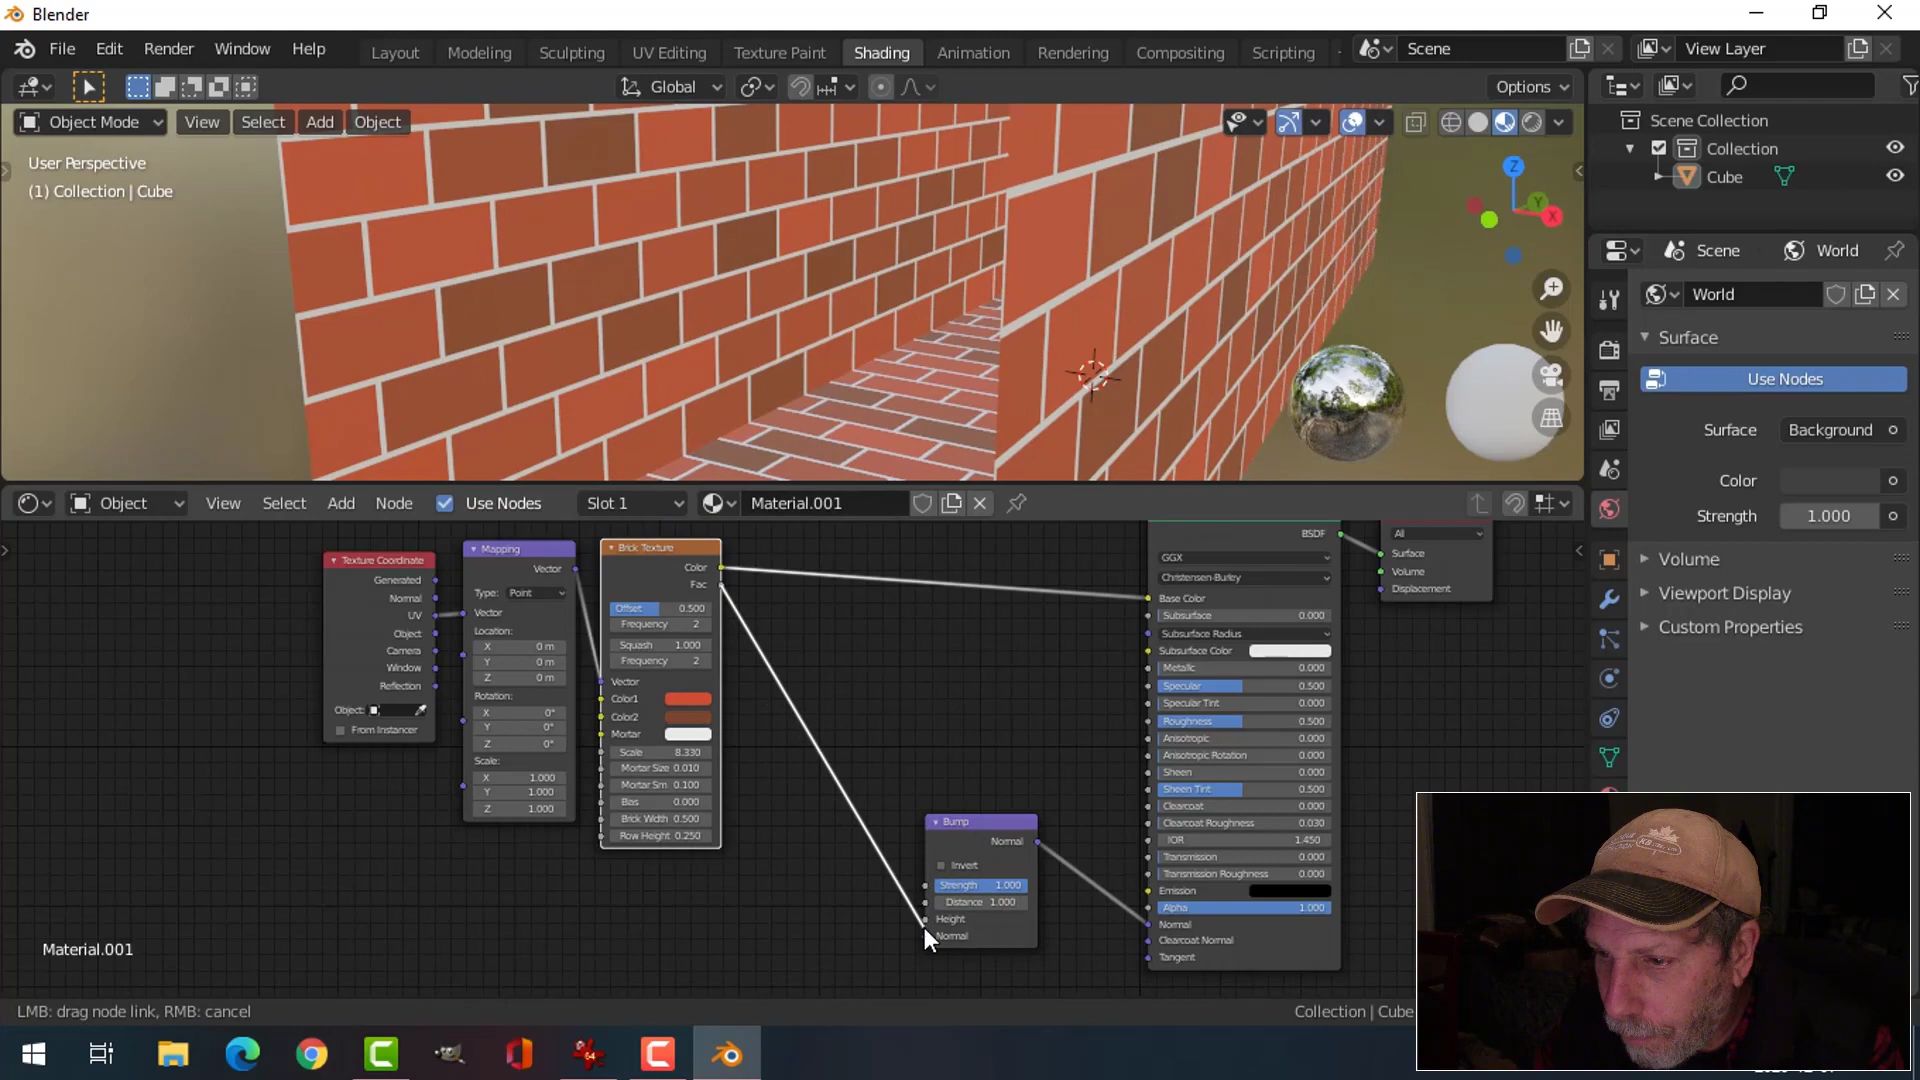 Blender
File Edit Render Window Help
Layout Modeling Sculpting UV Editing Texture Paint Shading Animation Rendering Compositing Scripting
Scene
View Layer
Global
Options
Object Mode View Select Add Object
User Perspective
(1) Collection | Cube
Z
Y
X
Scene Collection
Collection
Cube
Scene World
World
Surface
Use Nodes
Surface Background
Color
Strength 1.000
Volume
Viewport Display
Custom Properties
Object View Select Add Node Use Nodes Slot 1 Material.001
Texture Coordinate
Generated
Normal
UV
Object
Camera
Window
Reflection
Object:
From Instancer
Mapping
Vector
Type: Point
Vector
Location:
X 0 m
Y 0 m
Z 0 m
Rotation:
X 0°
Y 0°
Z 0°
Scale:
X 1.000
Y 1.000
Z 1.000
Brick Texture
Color
Fac
Offset 0.500
Frequency 2
Squash 1.000
Frequency 2
Vector
Color1
Color2
Mortar
Scale 8.330
Mortar Size 0.010
Mortar Sm 0.100
Bias 0.000
Brick Width 0.500
Row Height 0.250
Bump
Normal
Invert
Strength 1.000
Distance 1.000
Height
Normal
BSDF
GGX
Christensen-Burley
Base Color
Subsurface 0.000
Subsurface Radius
Subsurface Color
Metallic 0.000
Specular 0.500
Specular Tint 0.000
Roughness 0.500
Anisotropic 0.000
Anisotropic Rotation 0.000
Sheen 0.000
Sheen Tint 0.500
Clearcoat 0.000
Clearcoat Roughness 0.030
IOR 1.450
Transmission 0.000
Transmission Roughness 0.000
Emission
Alpha 1.000
Normal
Clearcoat Normal
Tangent
All
Surface
Volume
Displacement
Material.001
LMB: drag node link, RMB: cancel
Collection | Cube